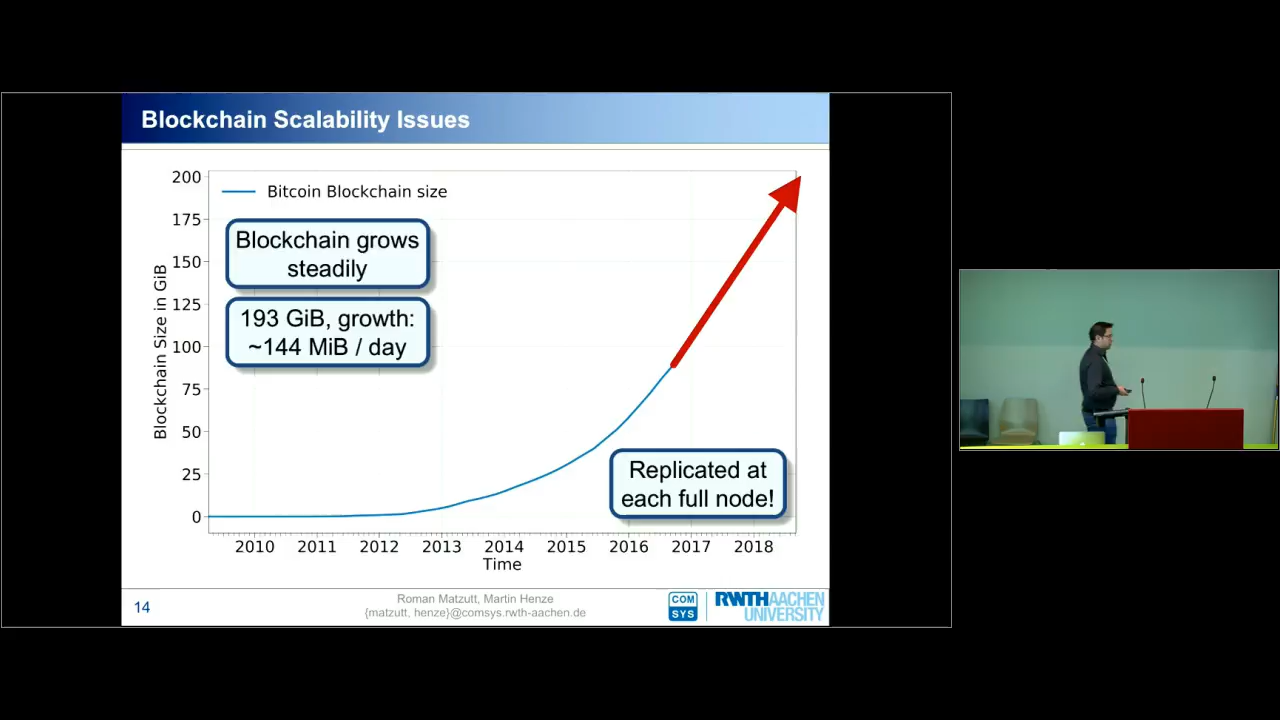 Blockchain Scalability Issues
200
175
150
125
100
75
50
25
0
Blockchain Size in GiB
Bitcoin Blockchain size
Blockchain grows
steadily
193 GiB, growth:
~144 MiB / day
Replicated at
each full node!
2010 2011 2012 2013 2014 2015 2016 2017 2018
Time
14
Roman Matzutt, Martin Henze
{matzutt, henze}@comsys.rwth-aachen.de
COM
SYS
RWTHAACHEN
UNIVERSITY